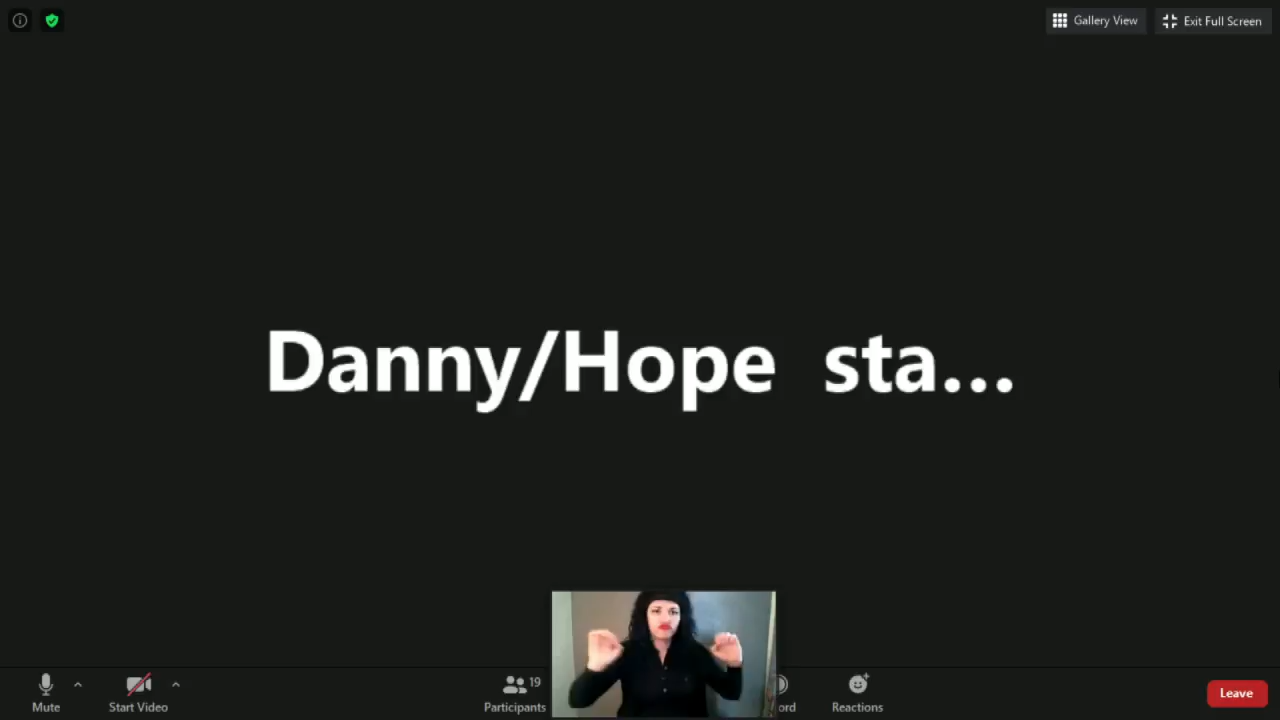 Gallery View
Exit Full Screen
Danny/Hope sta...
19
Mute
Start Video
Participants
ord
Reactions
Leave